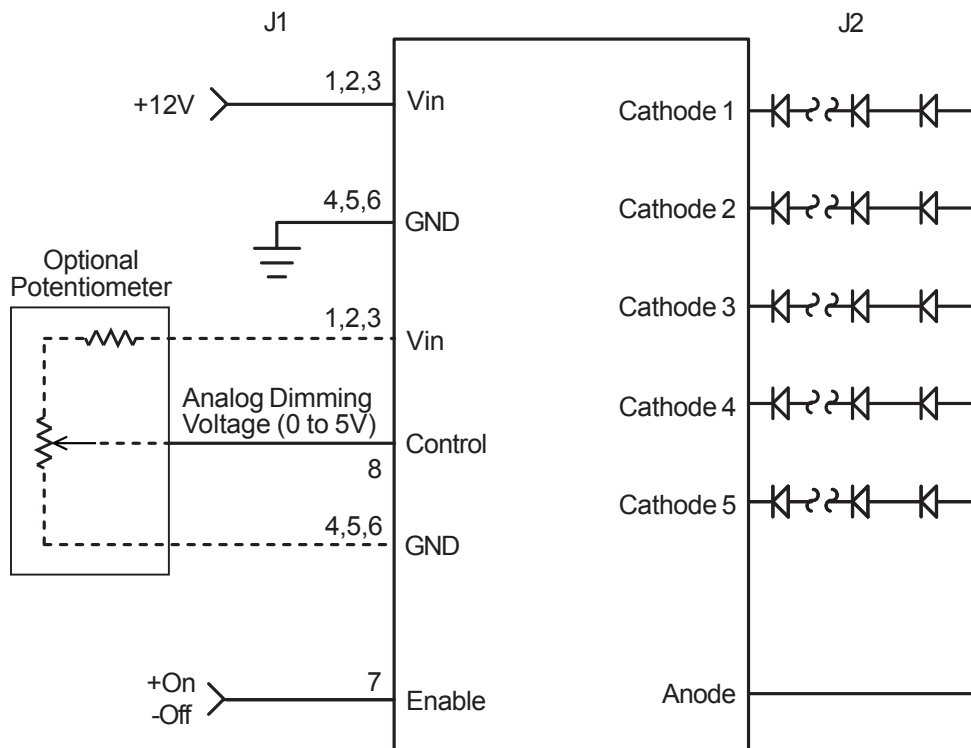 J1
J2
1,2,3
+12V
Vin
Cathode 1
4,5,6
GND
Cathode 2
Optional
Potentiometer
1,2,3
Vin
Cathode 3
Analog Dimming
Voltage (0 to 5V)
Control
8
Cathode 4
4,5,6
GND
Cathode 5
+On
-Off
7
Enable
Anode